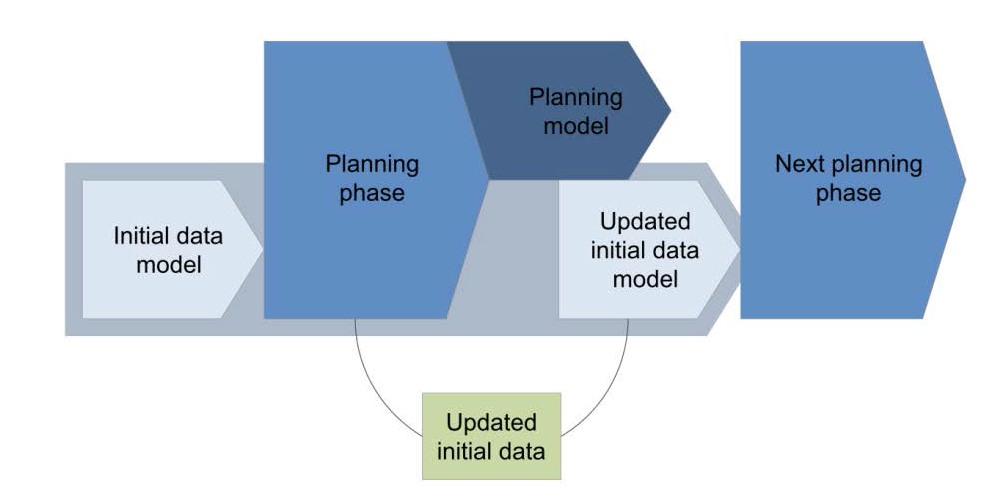 Initial data
model
Planning
phase
Planning
model
Updated
initial data
model
Next planning
phase
Updated
initial data